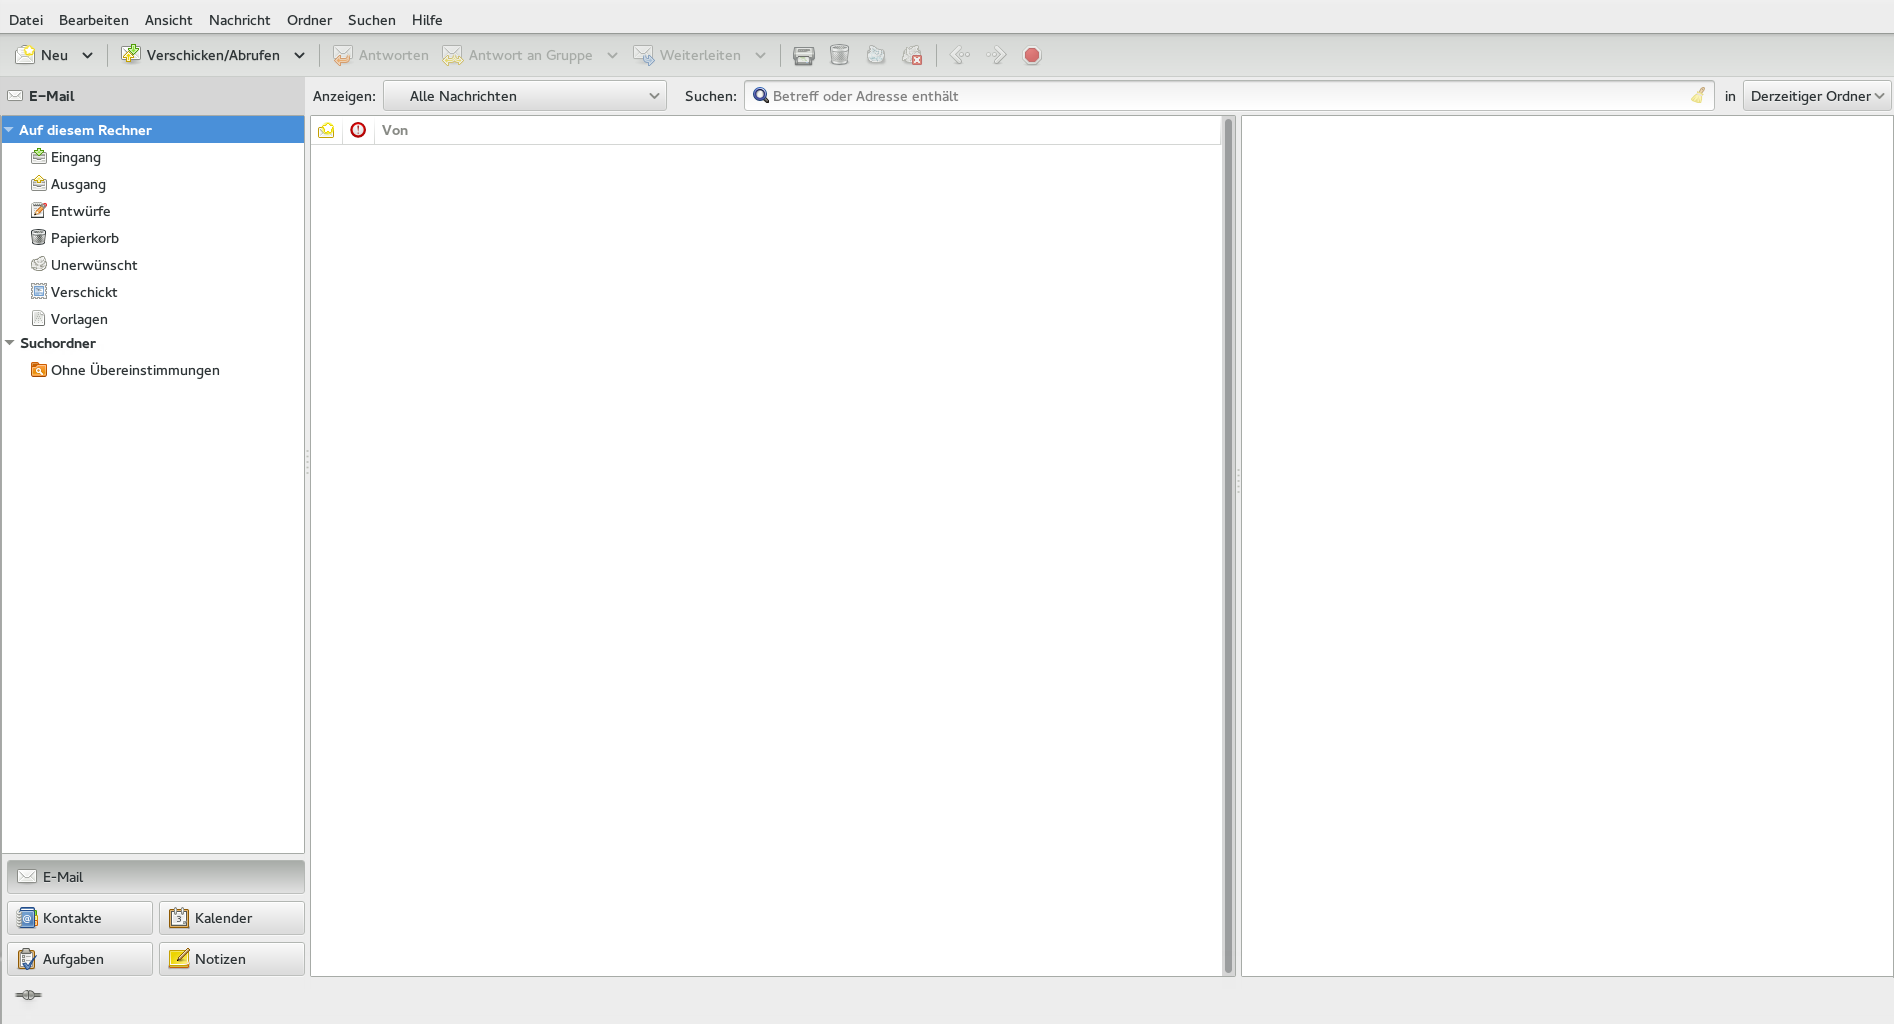 Datei Bearbeiten Ansicht Nachricht Ordner Suchen Hilfe
Neu Verschicken/Abrufen Antworten Antwort an Gruppe Weiterleiten
E-Mail Anzeigen: Alle Nachrichten Suchen: Betreff oder Adresse enthält in Derzeitiger Ordner
Auf diesem Rechner Von
Eingang
Ausgang
Entwürfe
Papierkorb
Unerwünscht
Verschickt
Vorlagen
Suchordner
Ohne Übereinstimmungen
E-Mail
Kontakte Kalender
Aufgaben Notizen